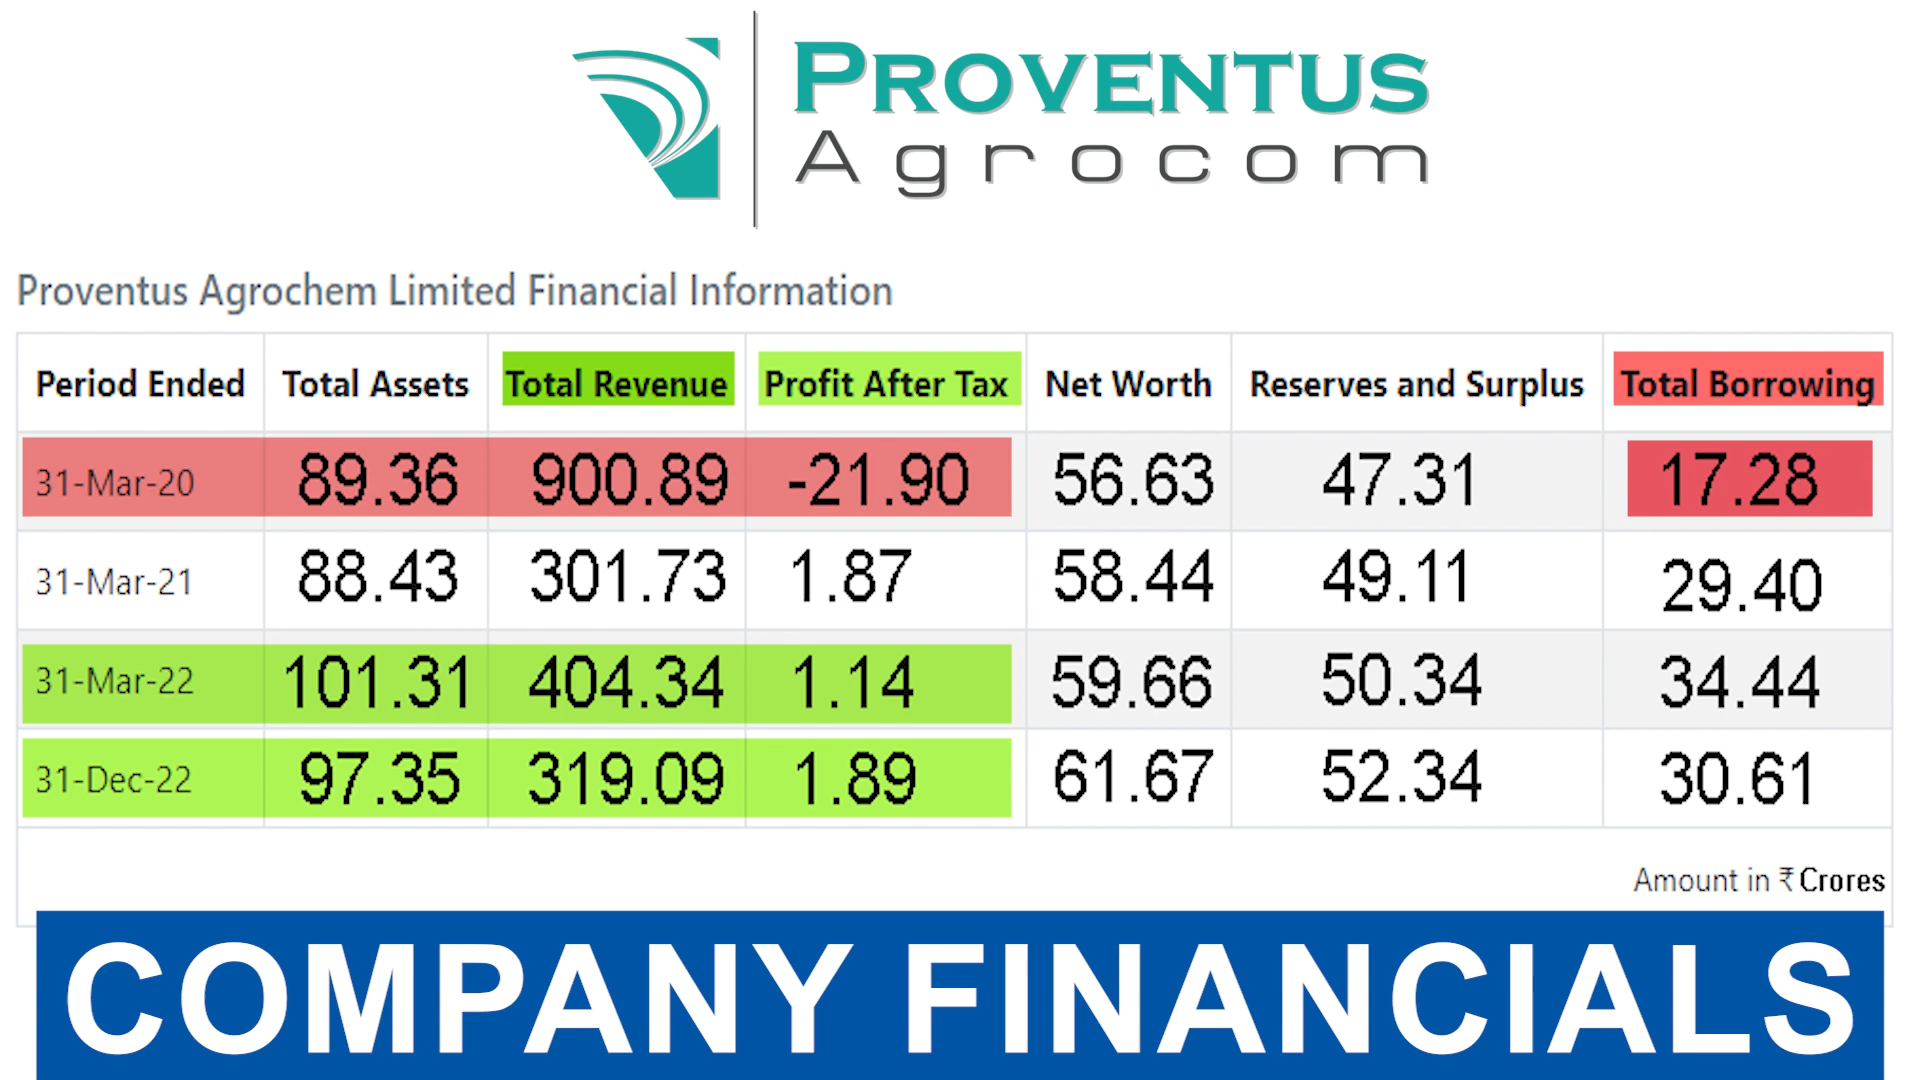 PROVENTUS
Agrocom
Proventus Agrochem Limited Financial Information
Period Ended Total Assets Total Revenue Profit After Tax Net Worth Reserves and Surplus Total Borrowing
31-Mar-20 89.36 900.89 -21.90 56.63 47.31 17.28
31-Mar-21 88.43 301.73 1.87 58.44 49.11 29.40
31-Mar-22 101.31 404.34 1.14 59.66 50.34 34.44
31-Dec-22 97.35 319.09 1.89 61.67 52.34 30.61
Amount in ₹ Crores
COMPANY FINANCIALS